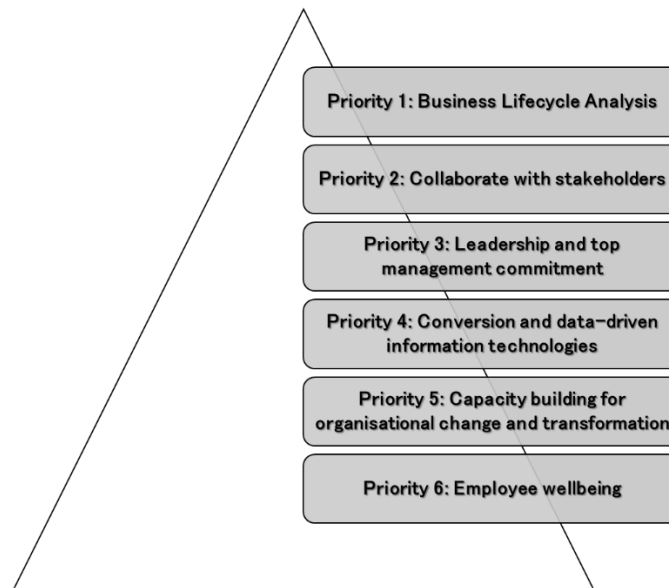 Priority 1: Business Lifecycle Analysis
Priority 2: Collaborate with stakeholders
Priority 3: Leadership and top
management commitment
Priority 4: Conversion and data-driven
information technologies
Priority 5: Capacity building for
organisational change and transformation
Priority 6: Employee wellbeing